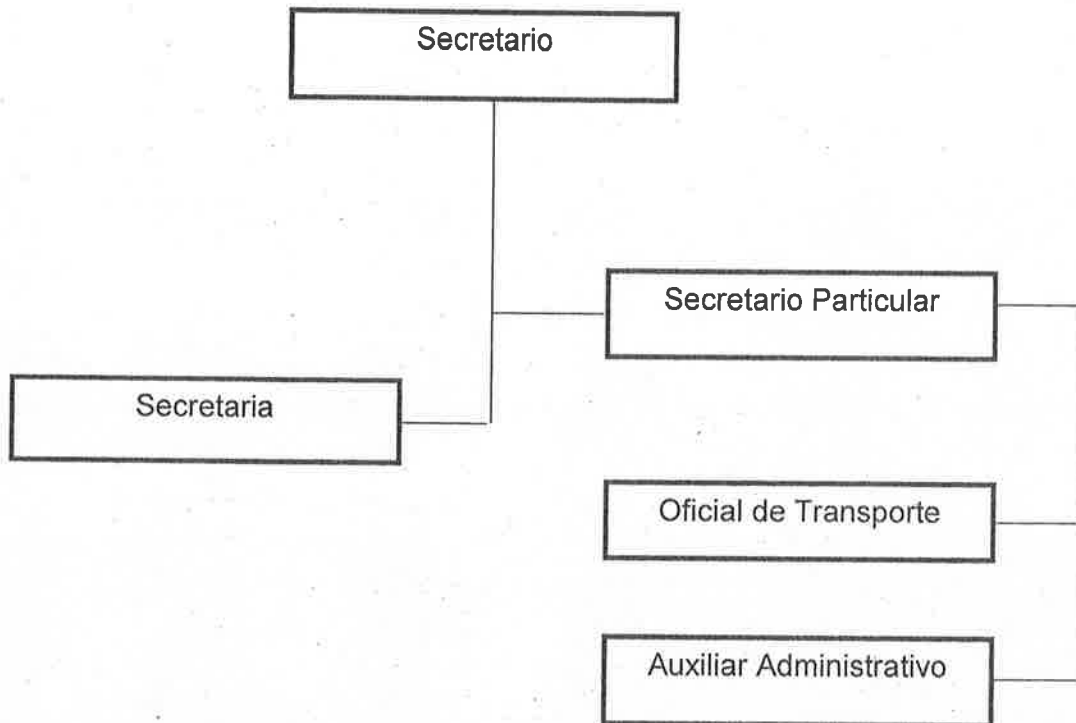 Secretario
Secretario Particular
Secretaria
Oficial de Transporte
Auxiliar Administrativo